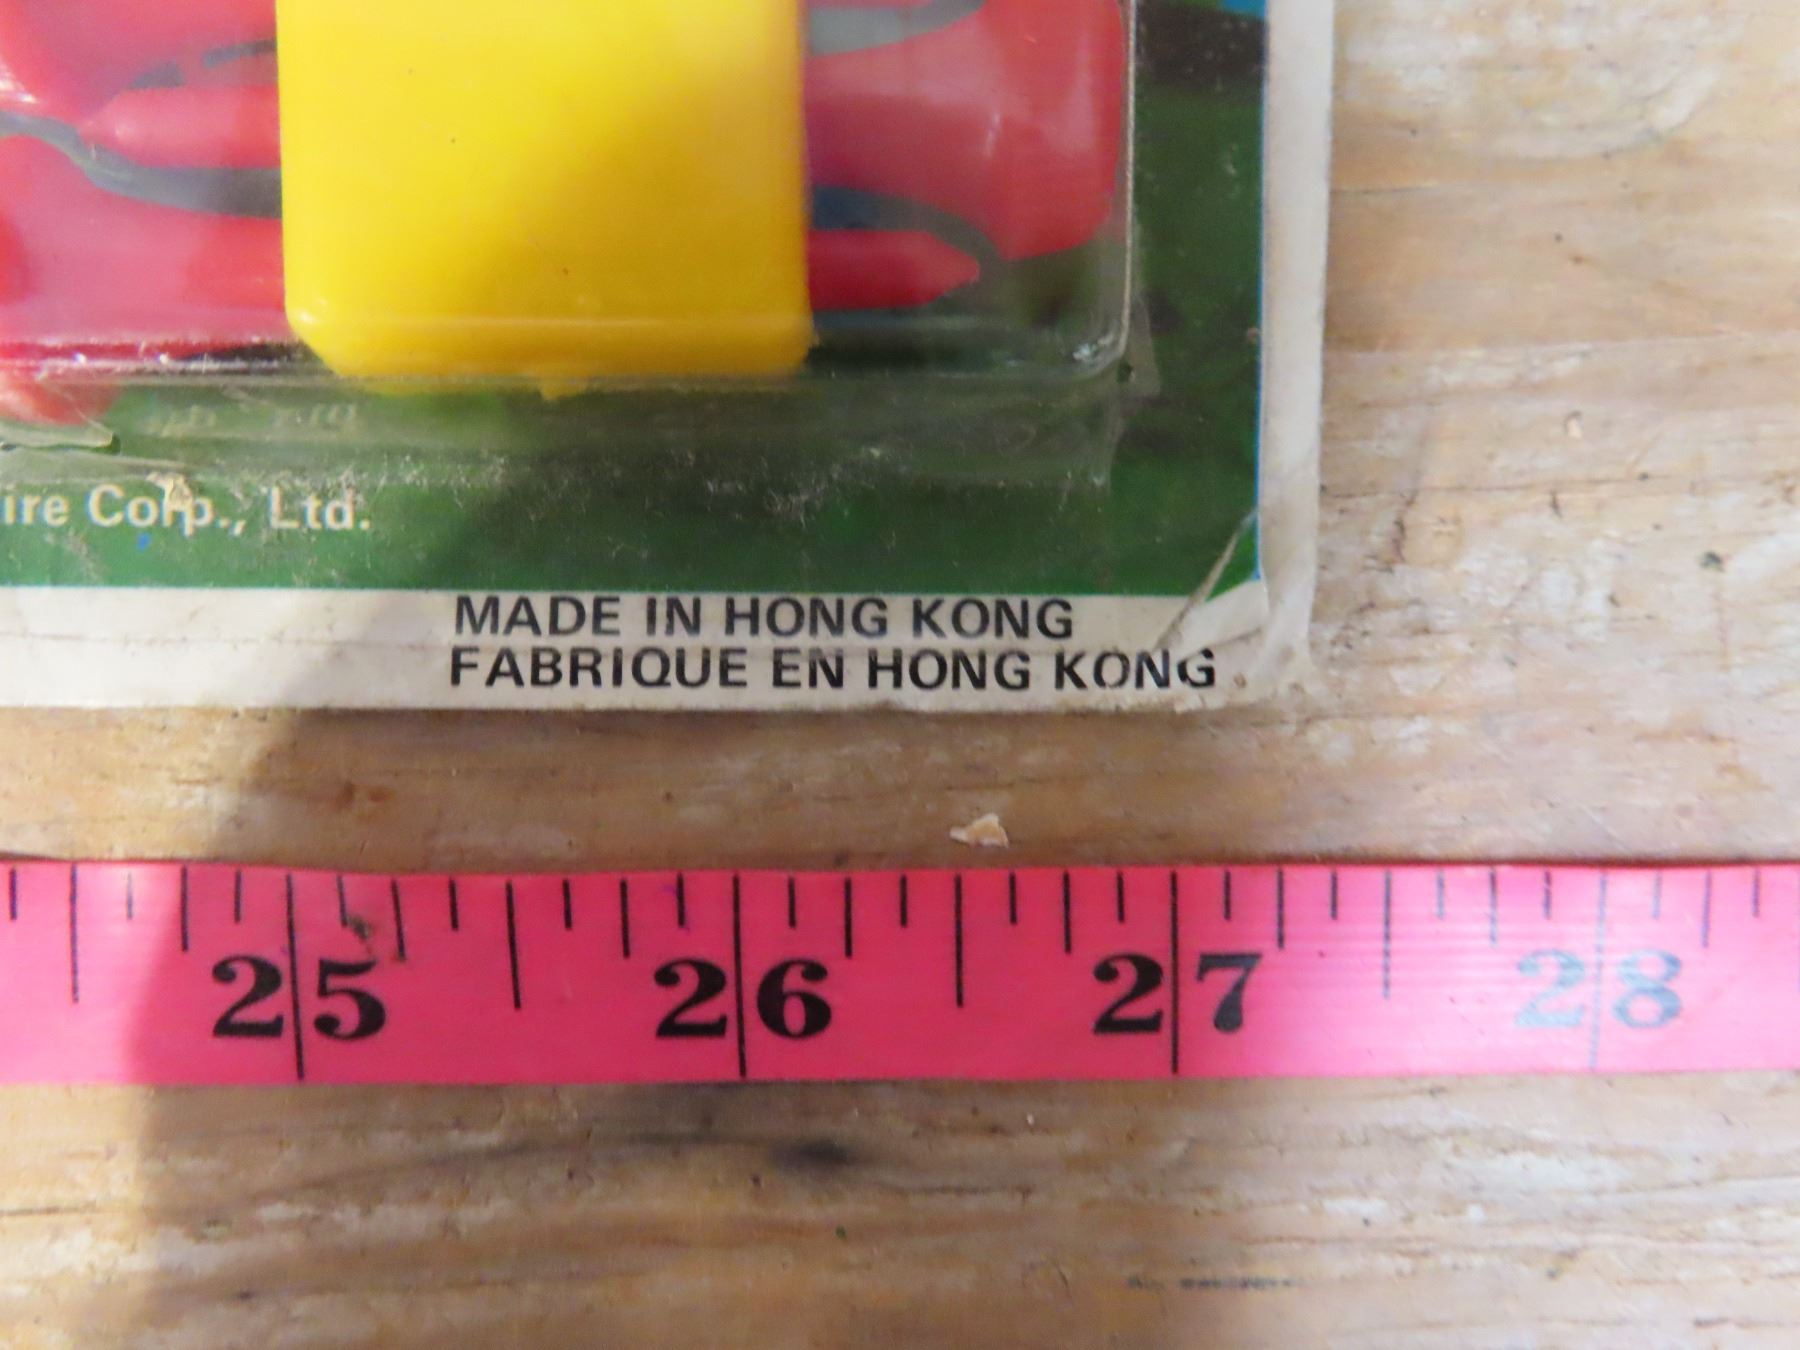 ire Corp., Ltd.
MADE IN HONG KONG
FABRIQUE EN HONG KONG
25 26 27 28